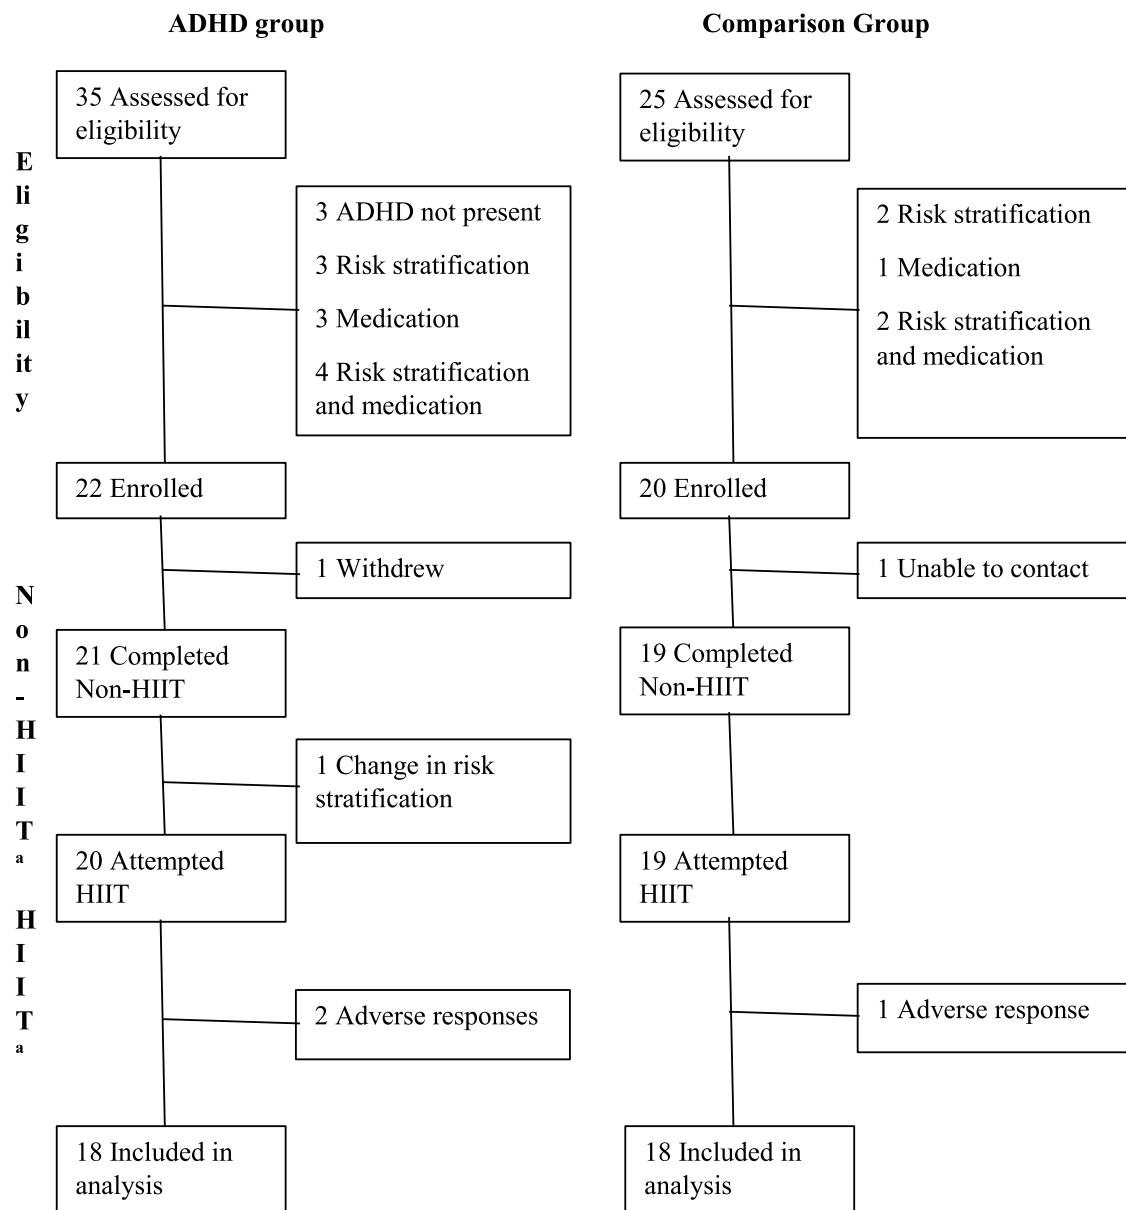 ADHD group
Comparison Group
E
li
g
i
b
il
it
y
35 Assessed for
eligibility
25 Assessed for
eligibility
3 ADHD not present
3 Risk stratification
3 Medication
4 Risk stratification
and medication
2 Risk stratification
1 Medication
2 Risk stratification
and medication
22 Enrolled
20 Enrolled
1 Withdrew
1 Unable to contact
N
o
n
-
H
I
I
T
a
21 Completed
Non-HIIT
19 Completed
Non-HIIT
1 Change in risk
stratification
20 Attempted
HIIT
19 Attempted
HIIT
H
I
I
T
a
2 Adverse responses
1 Adverse response
18 Included in
analysis
18 Included in
analysis